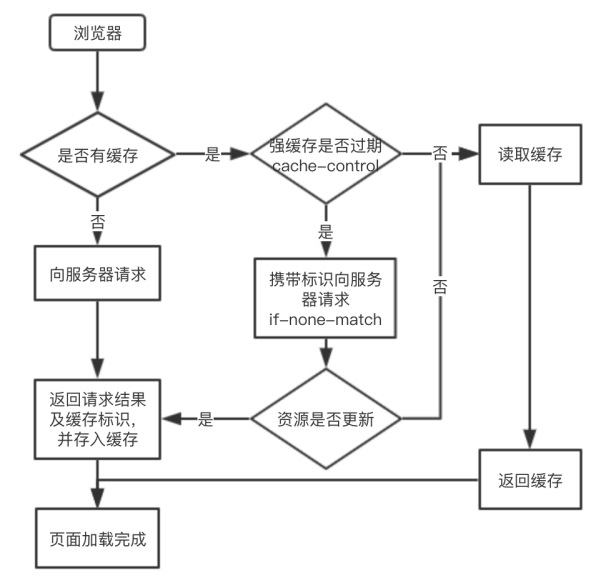 浏览器
是否有缓存
是
强缓存是否过期
cache-control
否
读取缓存
否
是
向服务器请求
携带标识向服务
器请求
if-none-match
否
返回请求结果
及缓存标识，
并存入缓存
是
资源是否更新
返回缓存
页面加载完成